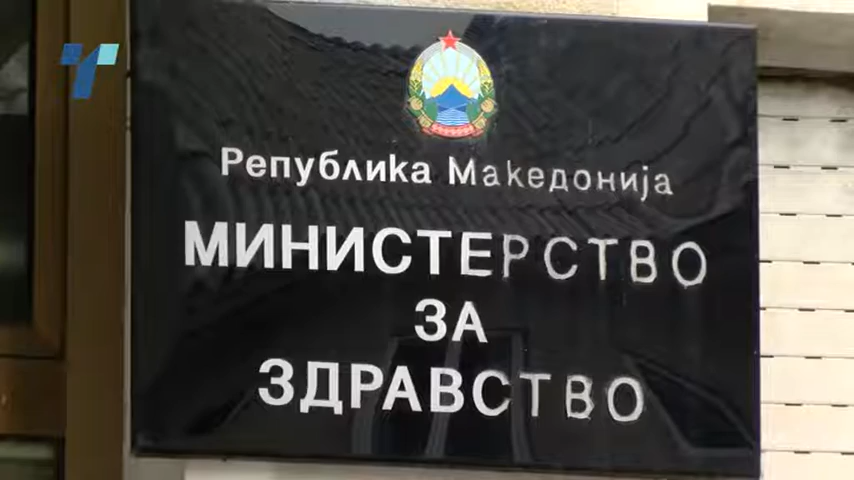 Република Македонија
МИНИСТЕРСТВО
ЗА
ЗДРАВСТВО